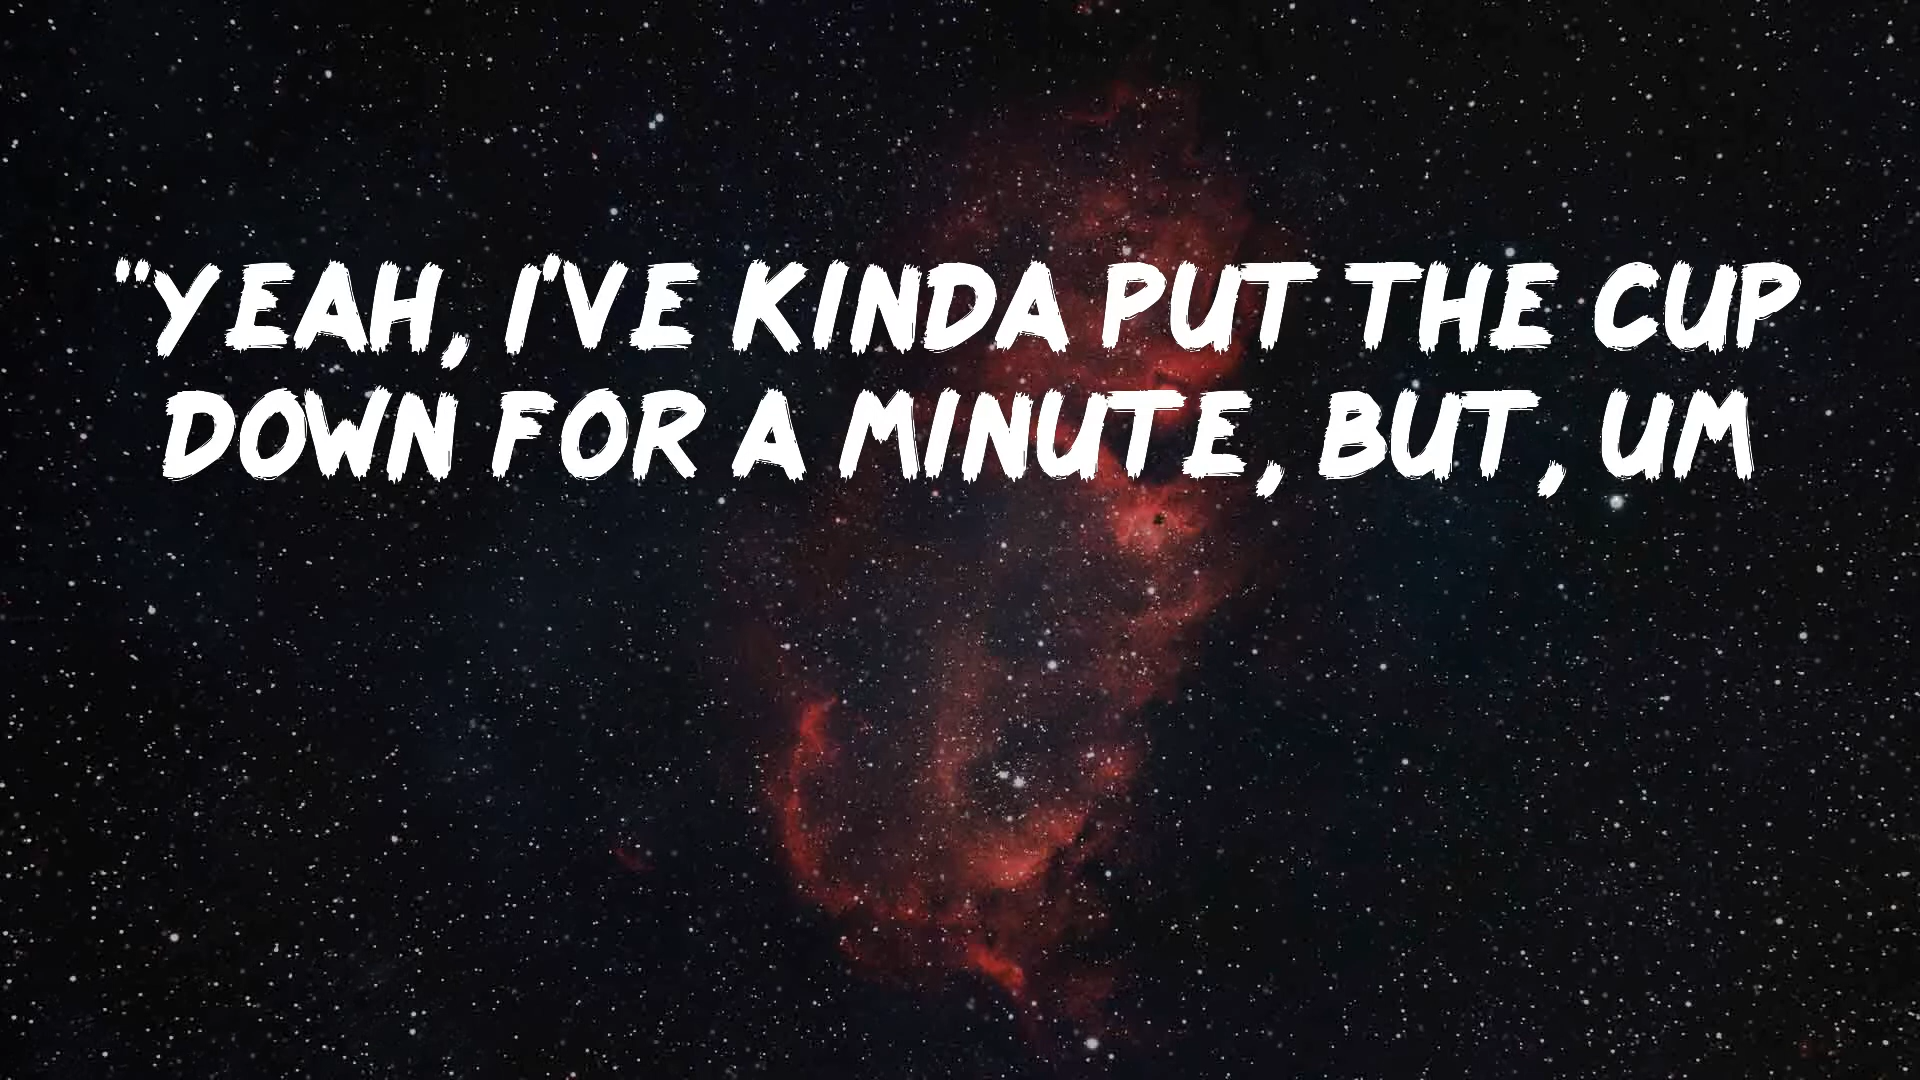 "YEAH, I'VE KINDA PUT THE CUP
DOWN FOR A MINUTE, BUT, UM